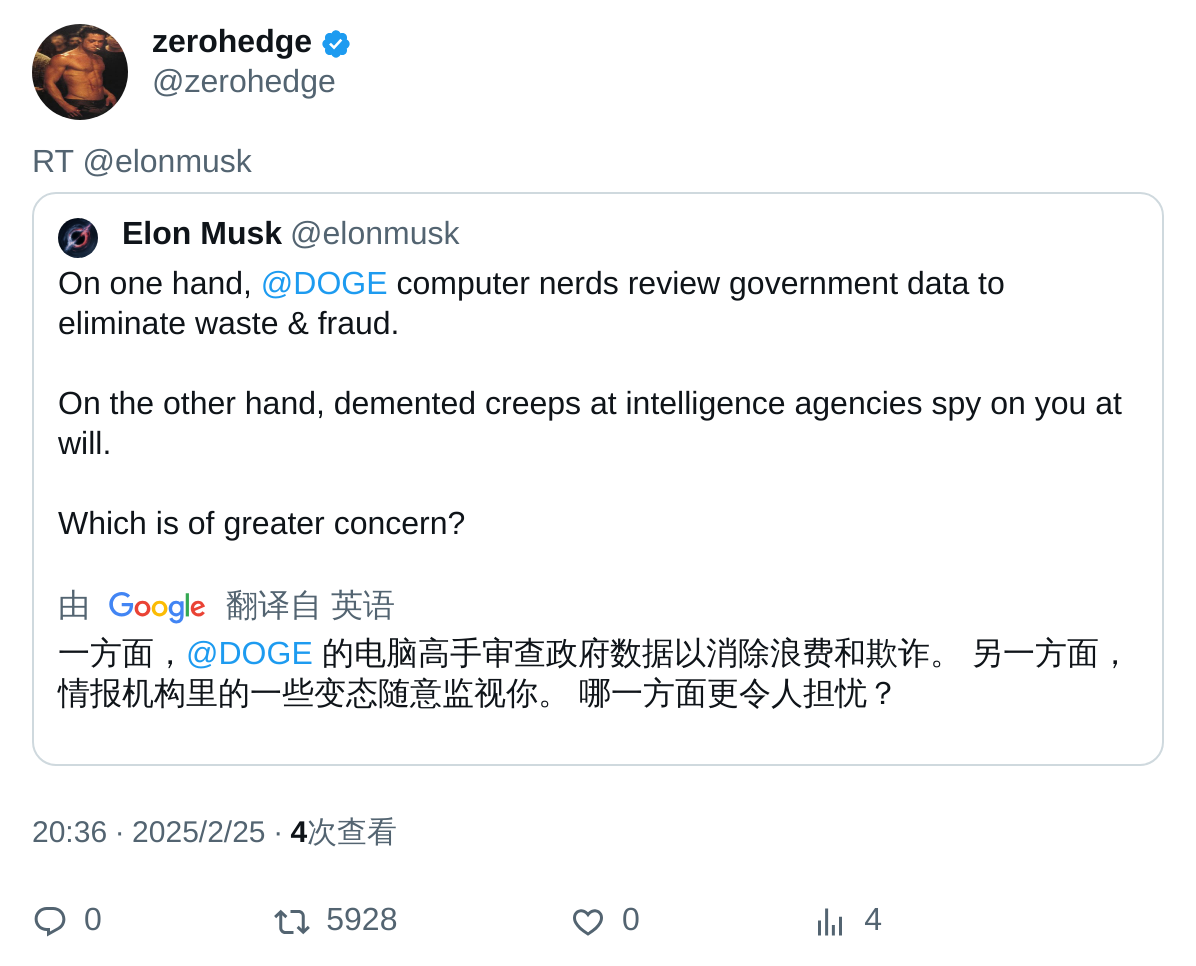 zerohedge
@zerohedge
RT @elonmusk
Elon Musk @elonmusk
On one hand, @DOGE computer nerds review government data to
eliminate waste & fraud.
On the other hand, demented creeps at intelligence agencies spy on you at
will.
Which is of greater concern?
由 Google 翻译自 英语
一方面，@DOGE 的电脑高手审查政府数据以消除浪费和欺诈。 另一方面，
情报机构里的一些变态随意监视你。 哪一方面更令人担忧？
20:36 · 2025/2/25 · 4次查看
0 5928 0 4